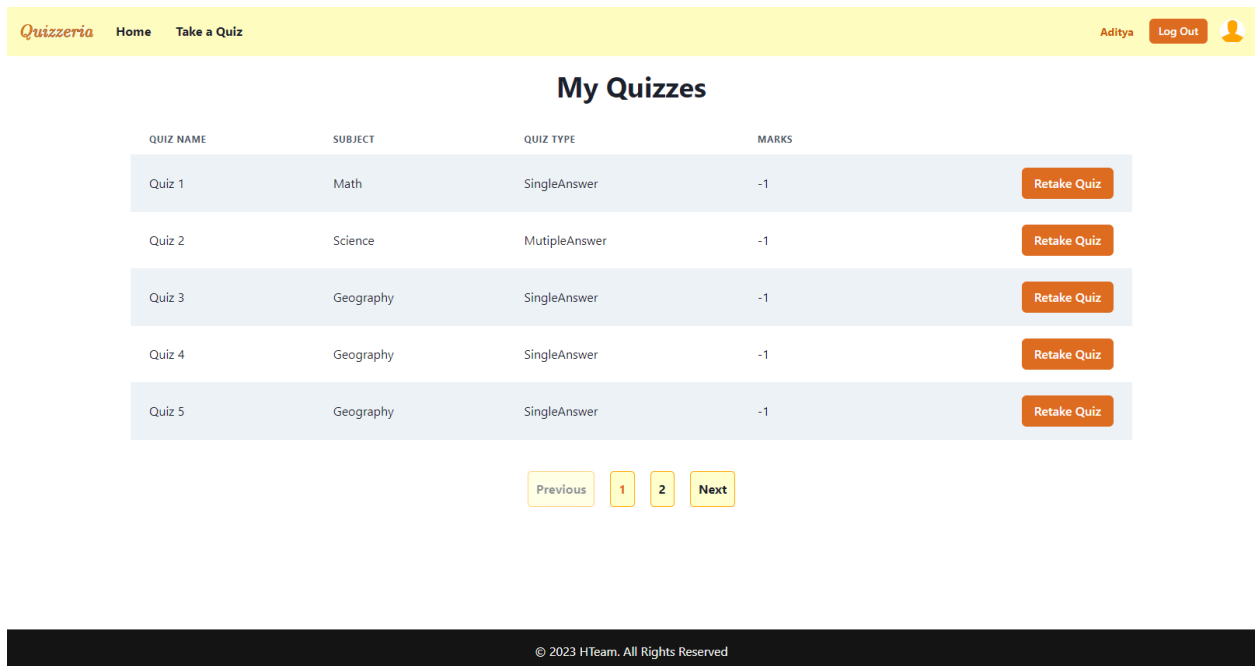 Quizzeria Home Take a Quiz Aditya Log Out
My Quizzes
QUIZ NAME SUBJECT QUIZ TYPE MARKS
Quiz 1 Math SingleAnswer -1 Retake Quiz
Quiz 2 Science MutipleAnswer -1 Retake Quiz
Quiz 3 Geography SingleAnswer -1 Retake Quiz
Quiz 4 Geography SingleAnswer -1 Retake Quiz
Quiz 5 Geography SingleAnswer -1 Retake Quiz
Previous 1 2 Next
© 2023 HTeam. All Rights Reserved